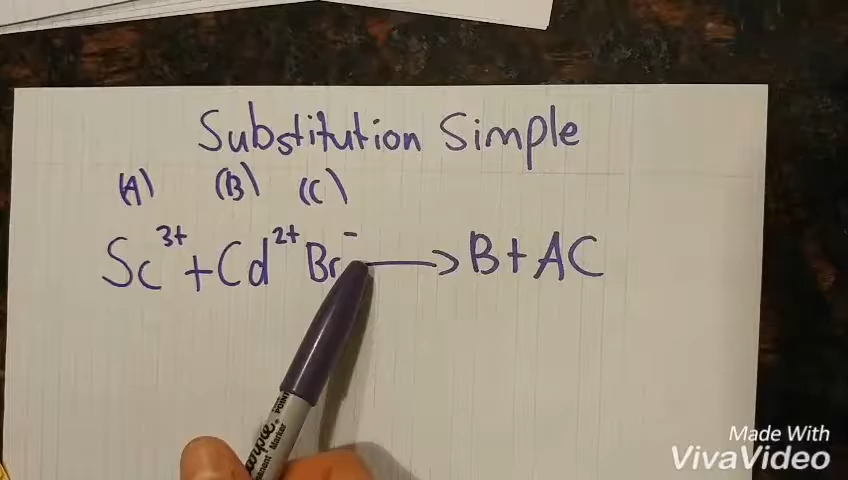 Substitution Simple
(A) (B) (C)
Sc³⁺ + Cd²⁺ Br⁻ → B + AC
Made With
VivaVideo